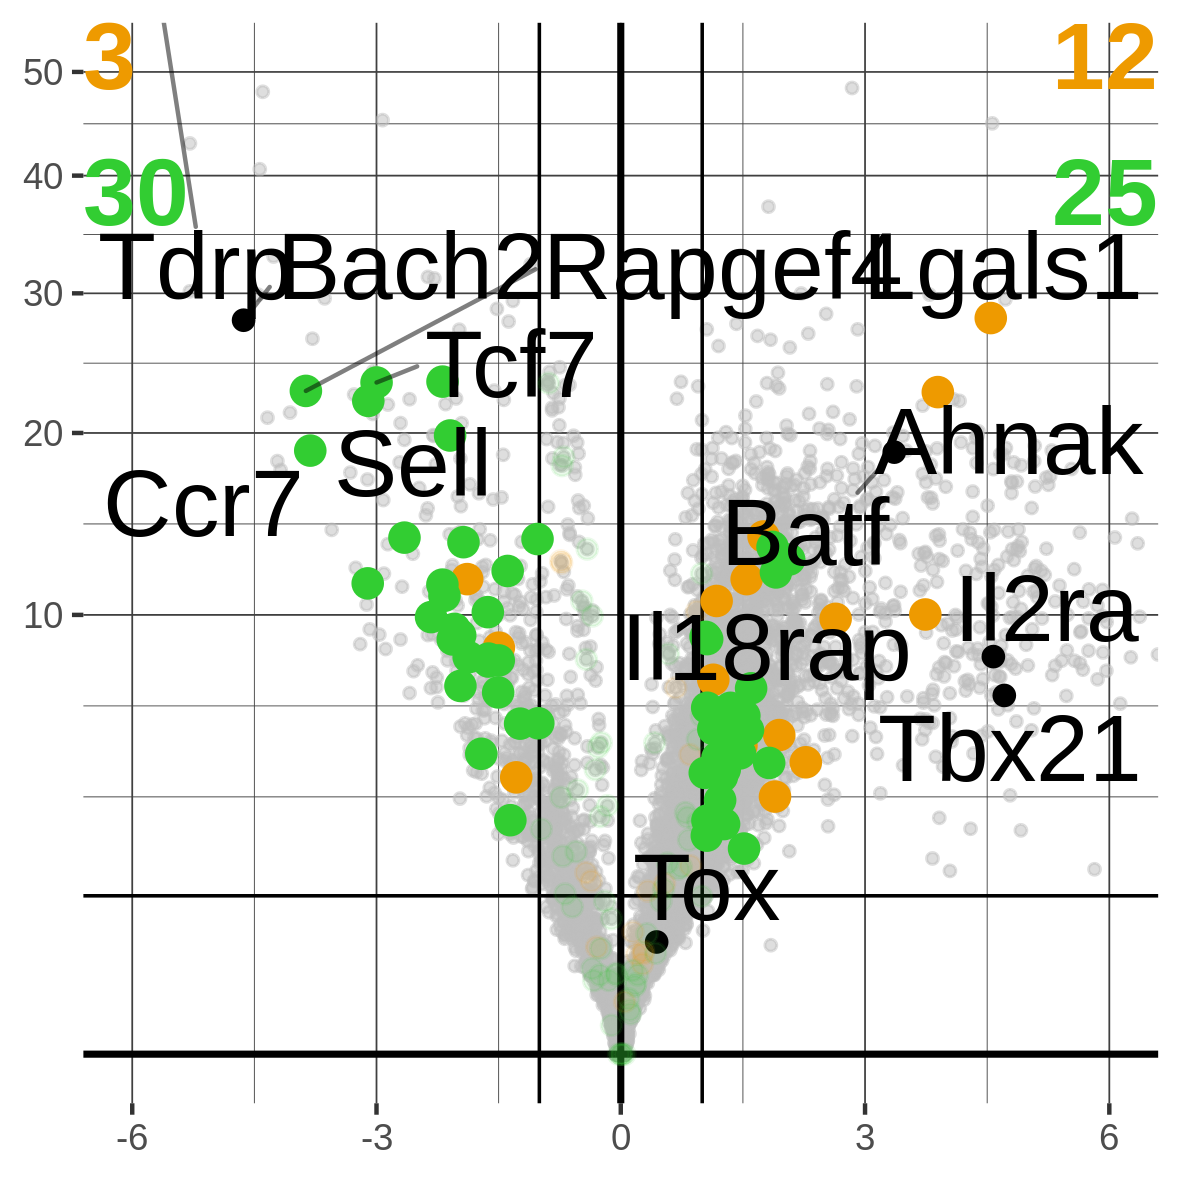 3 12
50
40
30 25
Tdrp Bach2 Rapgef4 Lgals1
30
Tcf7
20 Ahnak
Sell
Ccr7
Batf
10 Il2ra
Il18rap
Tbx21
Tox
-6 -3 0 3 6